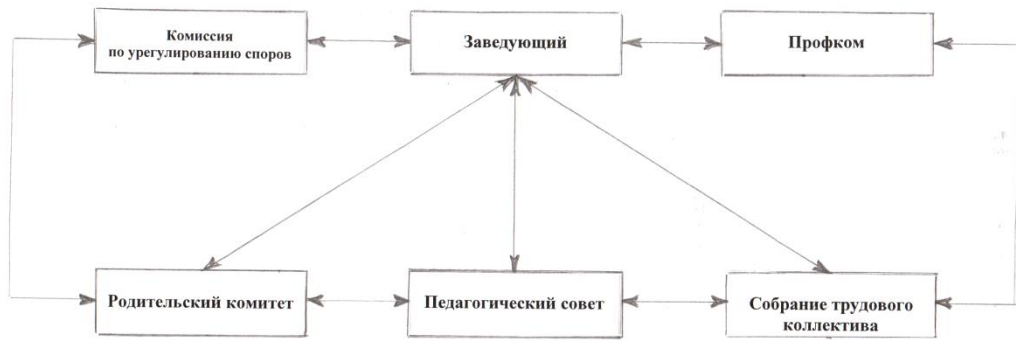 Комиссия
по урегулированию споров
Заведующий
Профком
Родительский комитет
Педагогический совет
Собрание трудового
коллектива